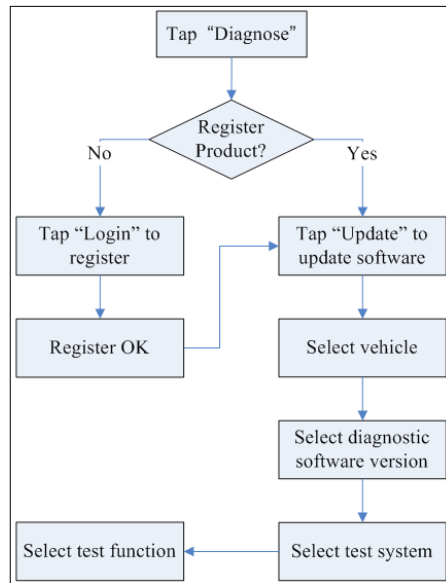 Tap “Diagnose”
Register
Product?
No
Yes
Tap “Login” to
register
Tap “Update” to
update software
Register OK
Select vehicle
Select diagnostic
software version
Select test function
Select test system